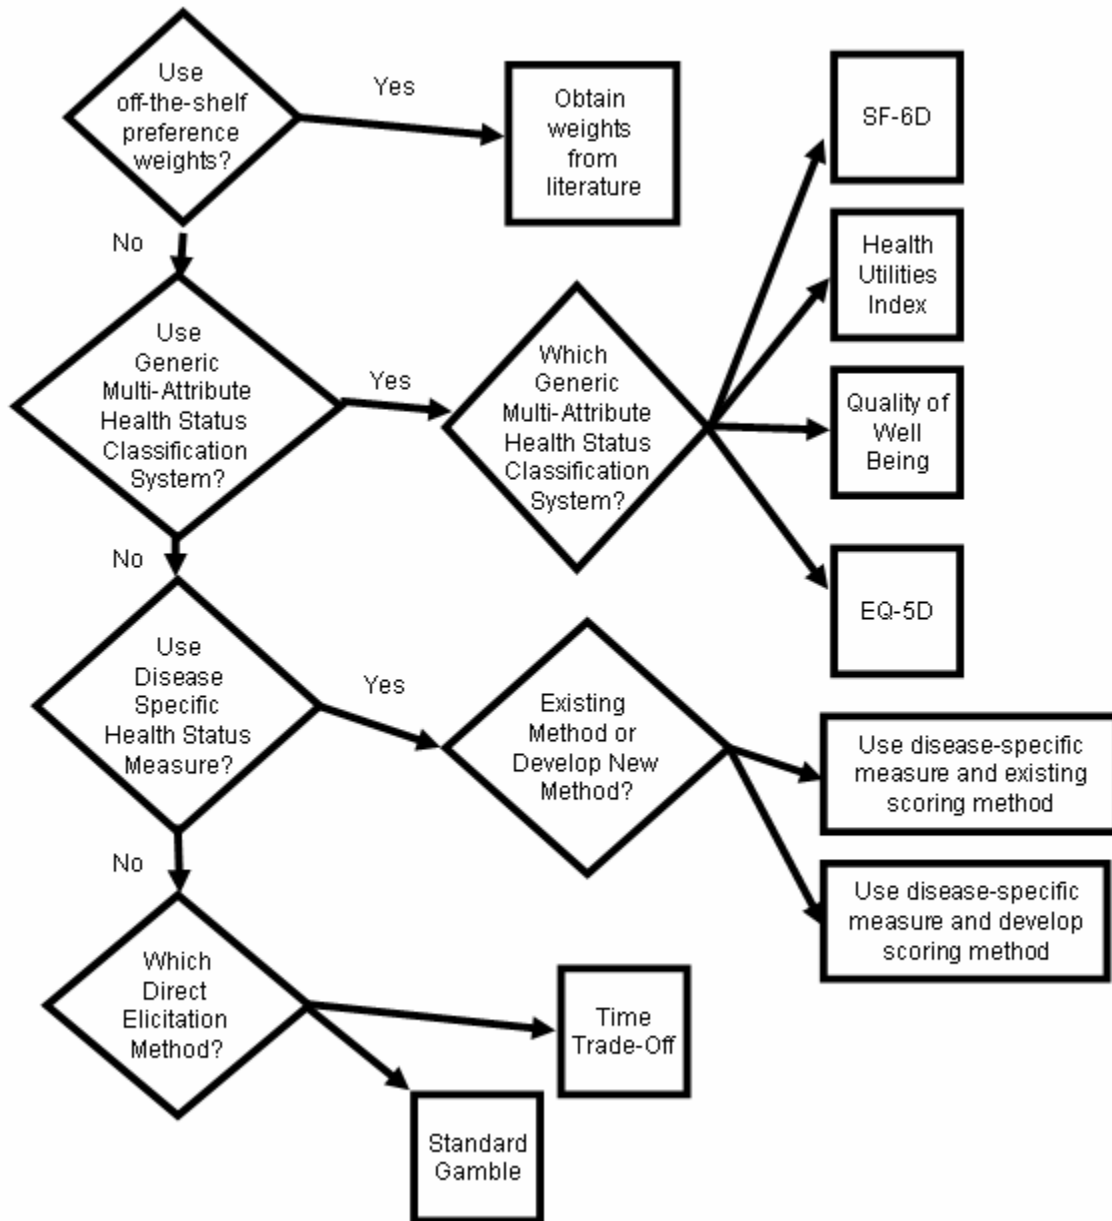 Use
off-the-shelf
preference
weights?
Yes
Obtain
weights
from
literature
SF-6D
No
Health
Utilities
Index
Use
Generic
Multi-Attribute
Health Status
Classification
System?
Yes
Which
Generic
Multi-Attribute
Health Status
Classification
System?
Quality of
Well
Being
No
EQ-5D
Use
Disease
Specific
Health Status
Measure?
Yes
Existing
Method or
Develop New
Method?
Use disease-specific
measure and existing
scoring method
No
Use disease-specific
measure and develop
scoring method
Which
Direct
Elicitation
Method?
Time
Trade-Off
Standard
Gamble